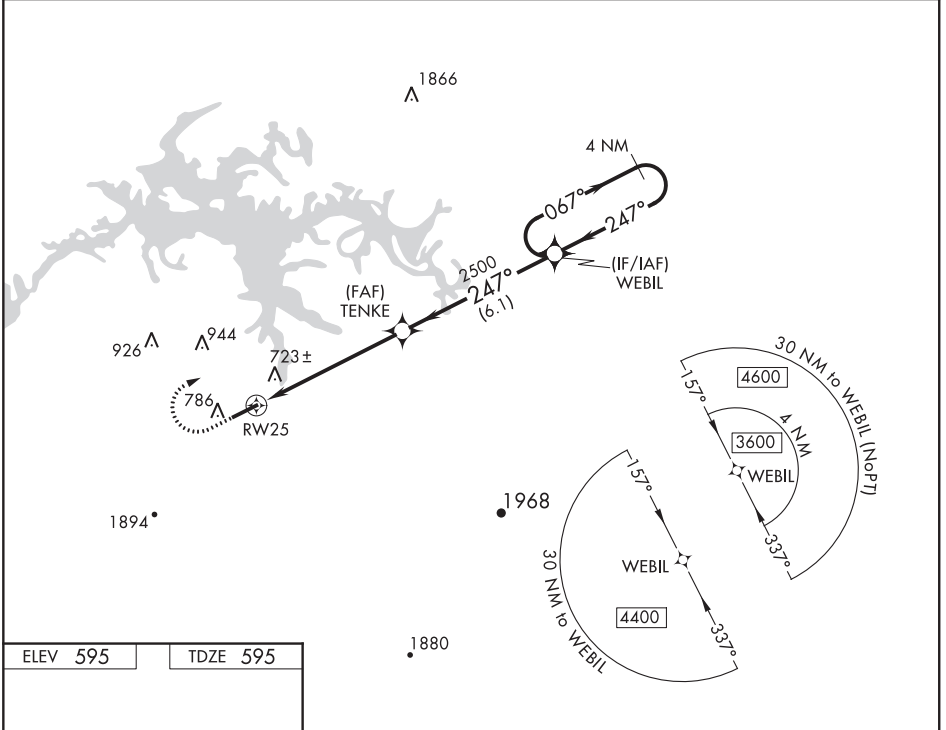 1866
4 NM
067°
247°
(IF/IAF)
WEBIL
2500
247°
(6.1)
(FAF)
TENKE
926
944
723±
786
RW25
30 NM to WEBIL (NoPT)
4600
157°
4 NM
3600
WEBIL
337°
1894
1968
157°
WEBIL
30 NM to WEBIL
4400
337°
1880
ELEV 595
TDZE 595